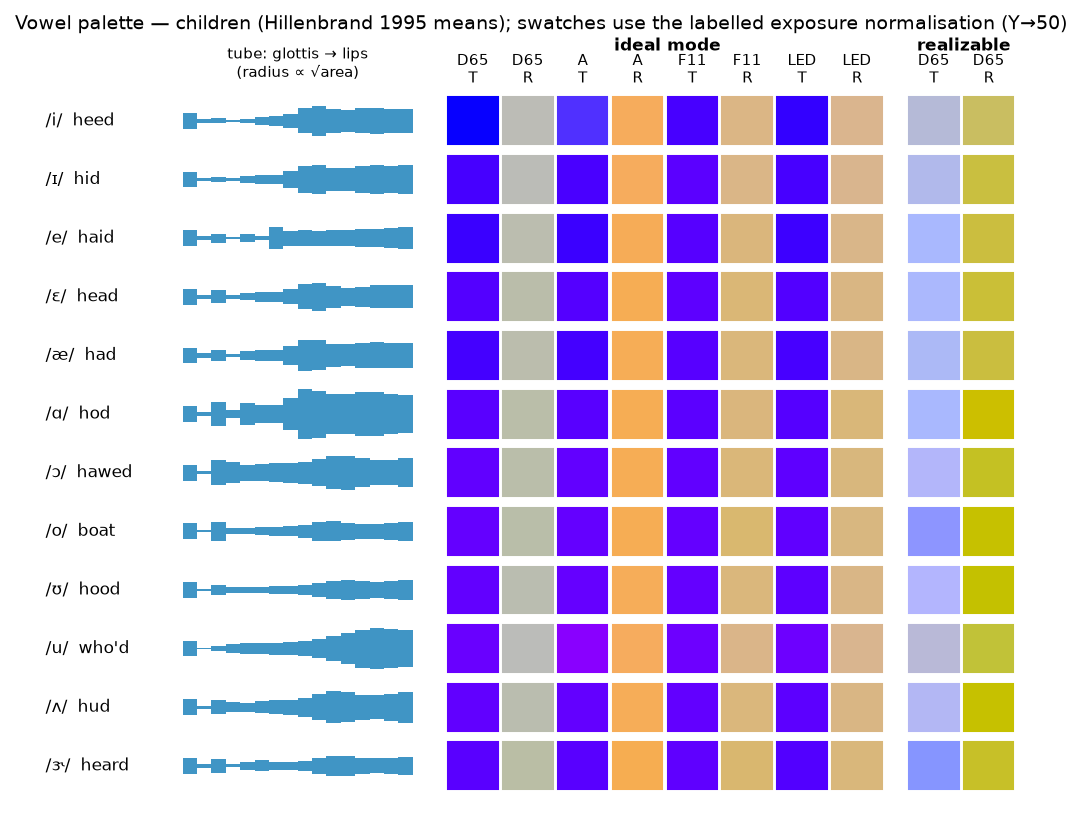 Vowel palette — children (Hillenbrand 1995 means); swatches use the labelled exposure normalisation (Y→50)
tube: glottis → lips
(radius ∝ √area)
ideal mode
realizable
D65 D65 A A F11 F11 LED LED D65 D65
T R T R T R T R T R
/i/ heed
/ɪ/ hid
/e/ haid
/ɛ/ head
/æ/ had
/ɑ/ hod
/ɔ/ hawed
/o/ boat
/ʊ/ hood
/u/ who'd
/ʌ/ hud
/ɝ/ heard